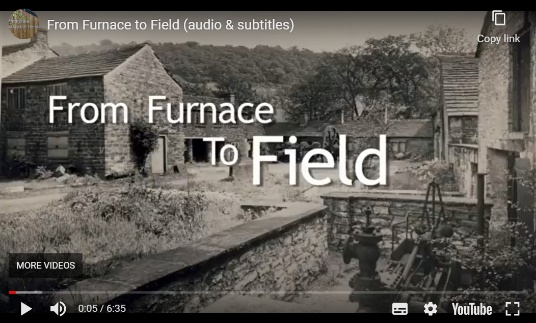 From Furnace to Field (audio & subtitles)
Copy link
From Furnace
To Field
MORE VIDEOS
0:05 / 6:35
YouTube